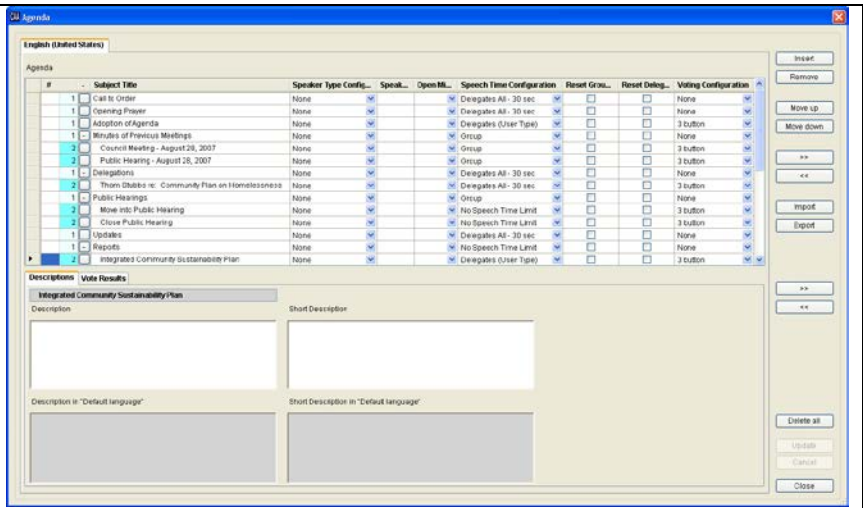 Agenda
English (United States)
Agenda
# - Subject Title Speaker Type Config... Speak... Open Mi... Speech Time Configuration Reset Grou... Reset Deleg... Voting Configuration
1 Call to Order None Delegates All - 30 sec None
1 Opening Prayer None Delegates All - 30 sec None
1 Adoption of Agenda None Delegates (User Type) 3 button
1 - Minutes of Previous Meetings None Group None
2 Council Meeting - August 28, 2007 None Group 3 button
2 Public Hearing - August 28, 2007 None Group 3 button
1 - Delegations None Delegates All - 30 sec None
2 Thom Stubbs re: Community Plan on Homelessness None Delegates All - 30 sec 3 button
1 - Public Hearings None Group None
2 Move into Public Hearing None No Speech Time Limit 3 button
2 Close Public Hearing None No Speech Time Limit 3 button
1 Updates None Delegates All - 30 sec None
1 - Reports None No Speech Time Limit None
2 Integrated Community Sustainability Plan None Delegates (User Type) 3 button
Descriptions Vote Results
Integrated Community Sustainability Plan
Description Short Description
Description in "Default language" Short Description in "Default language"
Insert
Remove
Move up
Move down
>>
<<
Import
Export
>>
<<
Delete all
Update
Cancel
Close